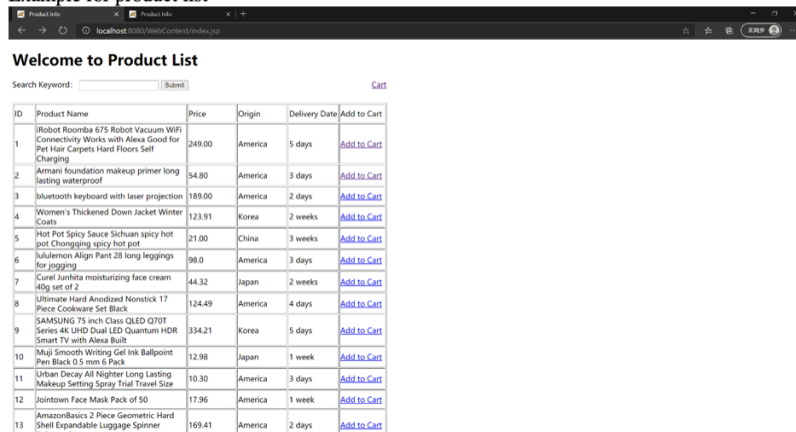 Example for product list
Product Info
Product Info
localhost:8080/WebContent/index.jsp
未同步
Welcome to Product List
Search Keyword:
Submit
Cart
ID Product Name Price Origin Delivery Date Add to Cart
1 iRobot Roomba 675 Robot Vacuum WiFi Connectivity Works with Alexa Good for Pet Hair Carpets Hard Floors Self Charging 249.00 America 5 days Add to Cart
2 Armani foundation makeup primer long lasting waterproof 54.80 America 3 days Add to Cart
3 bluetooth keyboard with laser projection 189.00 America 2 days Add to Cart
4 Women's Thickened Down Jacket Winter Coats 123.91 Korea 2 weeks Add to Cart
5 Hot Pot Spicy Sauce Sichuan spicy hot pot Chongqing spicy hot pot 21.00 China 3 weeks Add to Cart
6 lululemon Align Pant 28 long leggings for jogging 98.0 America 3 days Add to Cart
7 Curel Junhita moisturizing face cream 40g set of 2 44.32 Japan 2 weeks Add to Cart
8 Ultimate Hard Anodized Nonstick 17 Piece Cookware Set Black 124.49 America 4 days Add to Cart
9 SAMSUNG 75 inch Class QLED Q70T Series 4K UHD Dual LED Quantum HDR Smart TV with Alexa Built 334.21 Korea 5 days Add to Cart
10 Muji Smooth Writing Gel Ink Ballpoint Pen Black 0.5 mm 6 Pack 12.98 Japan 1 week Add to Cart
11 Urban Decay All Nighter Long Lasting Makeup Setting Spray Trial Travel Size 10.30 America 3 days Add to Cart
12 Jointown Face Mask Pack of 50 17.96 America 1 week Add to Cart
13 AmazonBasics 2 Piece Geometric Hard Shell Expandable Luggage Spinner 169.41 America 2 days Add to Cart